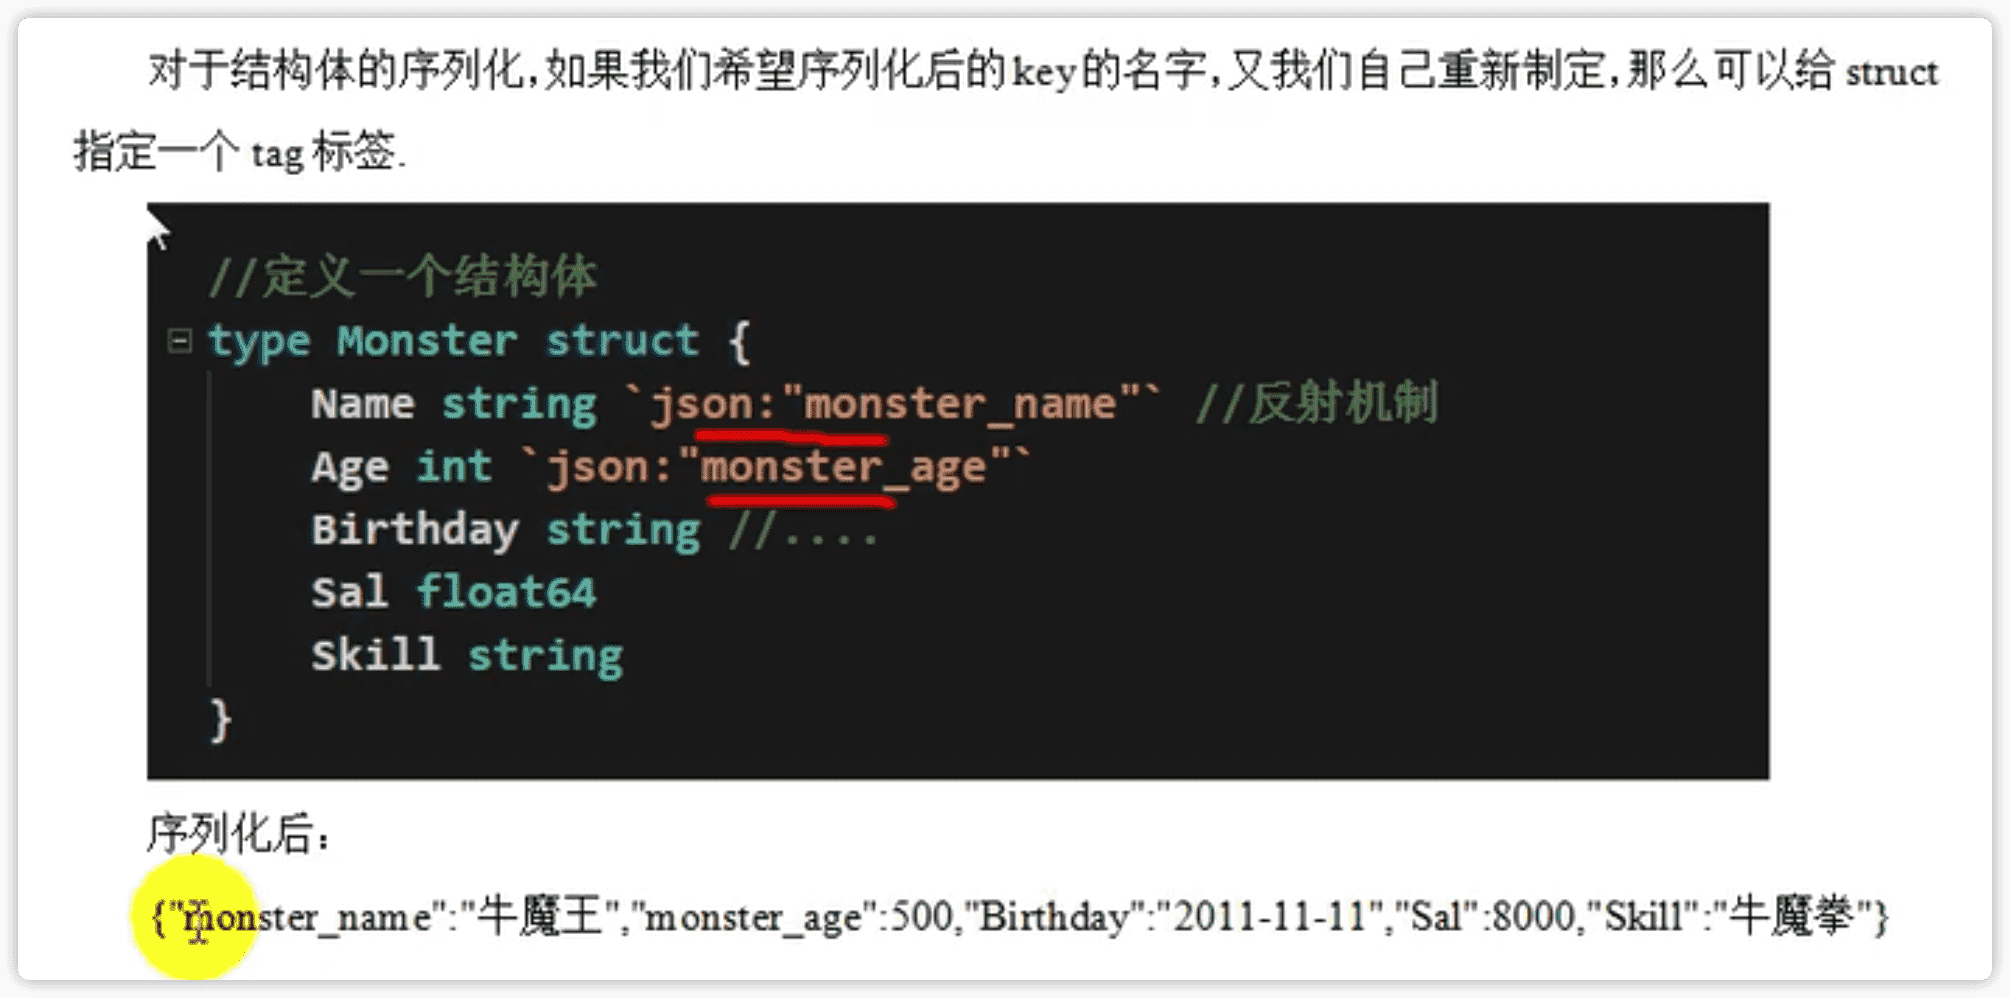 对于结构体的序列化,如果我们希望序列化后的key的名字,又我们自己重新制定,那么可以给 struct
指定一个 tag 标签.
//定义一个结构体
type Monster struct {
Name string `json:"monster_name"` //反射机制
Age int `json:"monster_age"`
Birthday string //....
Sal float64
Skill string
}
序列化后:
{"monster_name":"牛魔王","monster_age":500,"Birthday":"2011-11-11","Sal":8000,"Skill":"牛魔拳"}